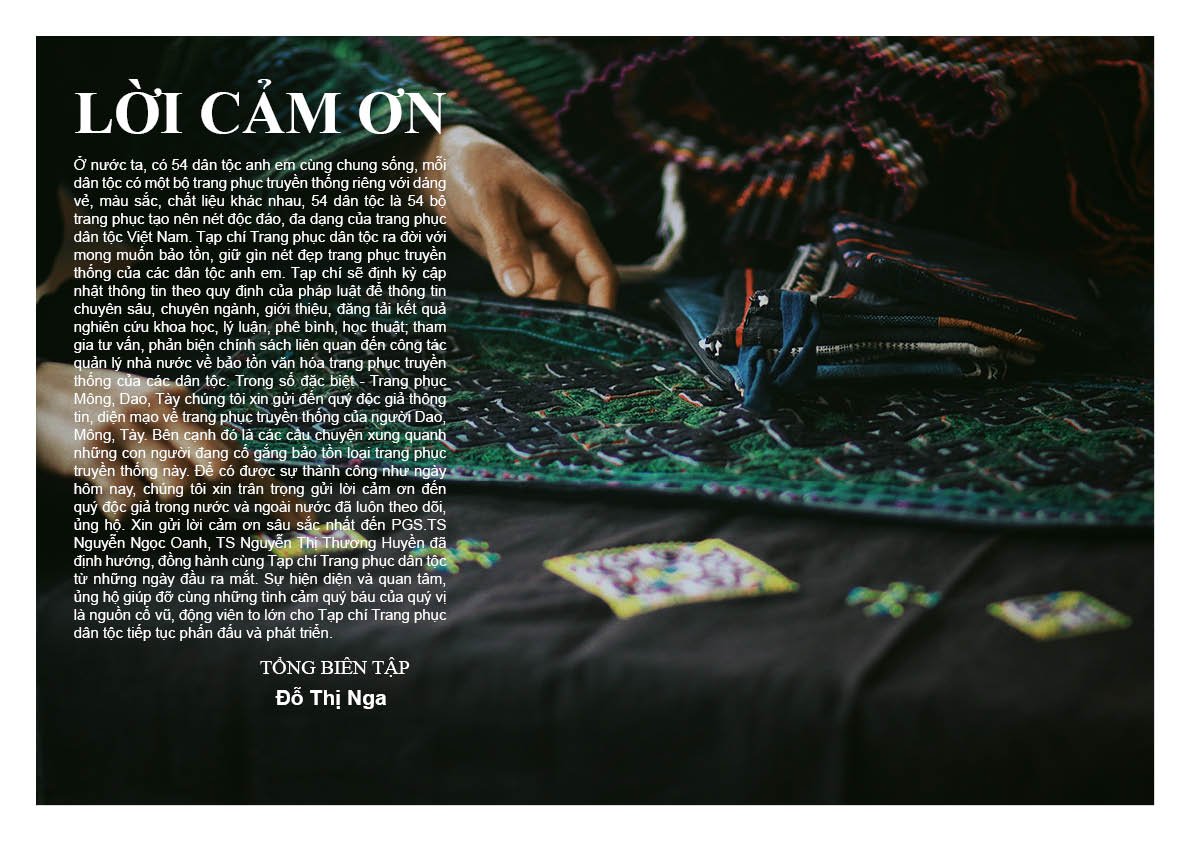 LỜI CẢM ƠN
Ở nước ta, có 54 dân tộc anh em cùng chung sống, mỗi
dân tộc có một bộ trang phục truyền thống riêng với dáng
vẻ, màu sắc, chất liệu khác nhau, 54 dân tộc là 54 bộ
trang phục tạo nên nét độc đáo, đa dạng của trang phục
dân tộc Việt Nam. Tạp chí Trang phục dân tộc ra đời với
mong muốn bảo tồn, giữ gìn nét đẹp trang phục truyền
thống của các dân tộc anh em. Tạp chí sẽ định kỳ cập
nhật thông tin theo quy định của pháp luật để thông tin
chuyên sâu, chuyên ngành, giới thiệu, đăng tải kết quả
nghiên cứu khoa học, lý luận, phê bình, học thuật; tham
gia tư vấn, phản biện chính sách liên quan đến công tác
quản lý nhà nước về bảo tồn văn hóa trang phục truyền
thống của các dân tộc. Trong số đặc biệt - Trang phục
Mông, Dao, Tày chúng tôi xin gửi đến quý độc giả thông
tin, diện mạo về trang phục truyền thống của người Dao,
Mông, Tày. Bên cạnh đó là các câu chuyện xung quanh
những con người đang cố gắng bảo tồn loại trang phục
truyền thống này. Để có được sự thành công như ngày
hôm nay, chúng tôi xin trân trọng gửi lời cảm ơn đến
quý độc giả trong nước và ngoài nước đã luôn theo dõi,
ủng hộ. Xin gửi lời cảm ơn sâu sắc nhất đến PGS.TS
Nguyễn Ngọc Oanh, TS Nguyễn Thị Thương Huyền đã
định hướng, đồng hành cùng Tạp chí Trang phục dân tộc
từ những ngày đầu ra mắt. Sự hiện diện và quan tâm,
ủng hộ giúp đỡ cùng những tình cảm quý báu của quý vị
là nguồn cổ vũ, động viên to lớn cho Tạp chí Trang phục
dân tộc tiếp tục phấn đấu và phát triển.
TỔNG BIÊN TẬP
Đỗ Thị Nga